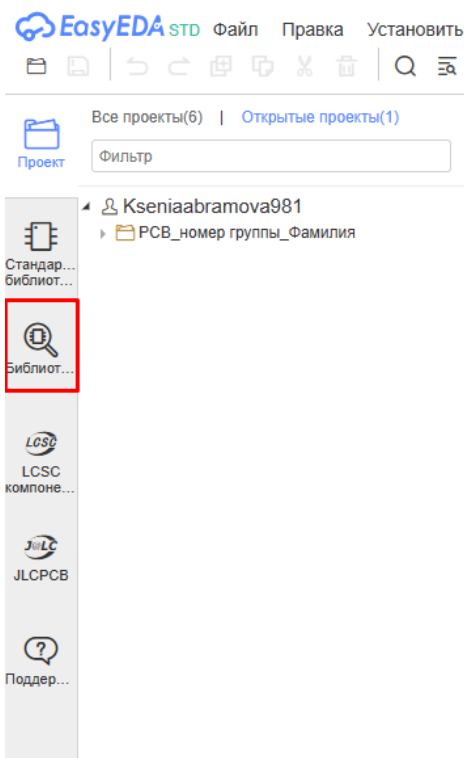 EasyEDA STD Файл Правка Установить
Все проекты(6) | Открытые проекты(1)
Проект
Фильтр
Kseniaabramova981
PCB_номер группы_Фамилия
Стандар...
библиот...
Библиот...
LCSC
LCSC
компоне...
J@LC
JLCPCB
?
Поддер...